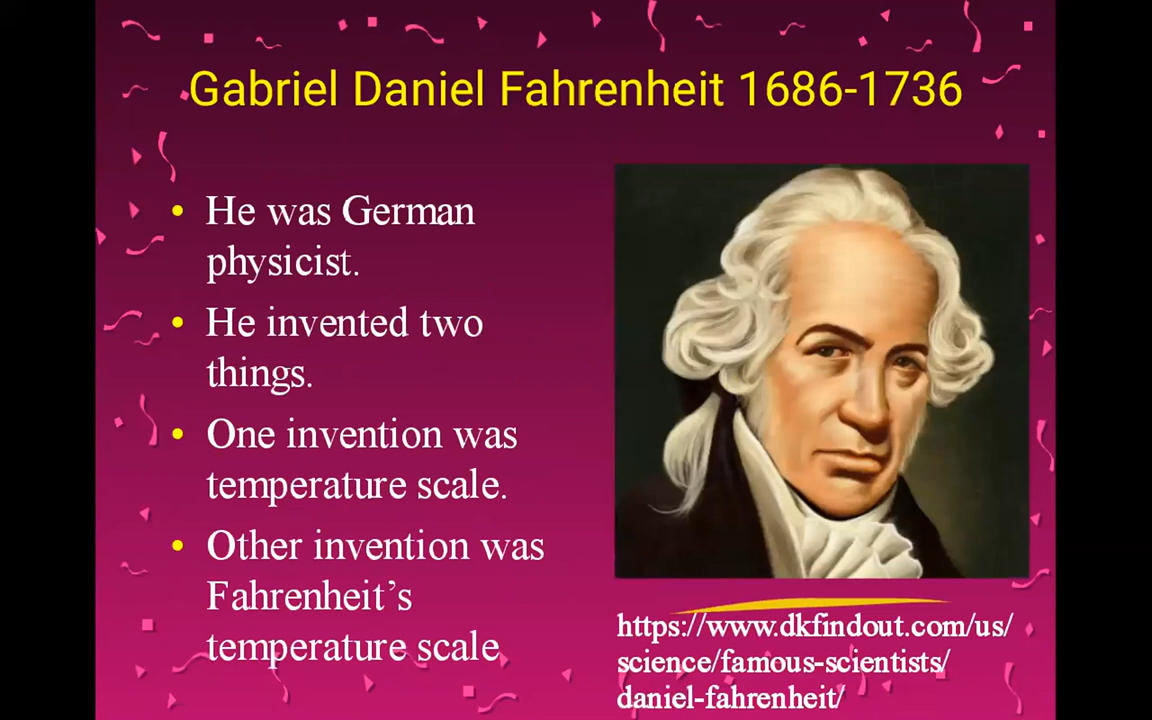 Gabriel Daniel Fahrenheit 1686-1736
• He was German
physicist.
• He invented two
things.
• One invention was
temperature scale.
• Other invention was
Fahrenheit’s
temperature scale
https://www.dkfindout.com/us/
science/famous-scientists/
daniel-fahrenheit/